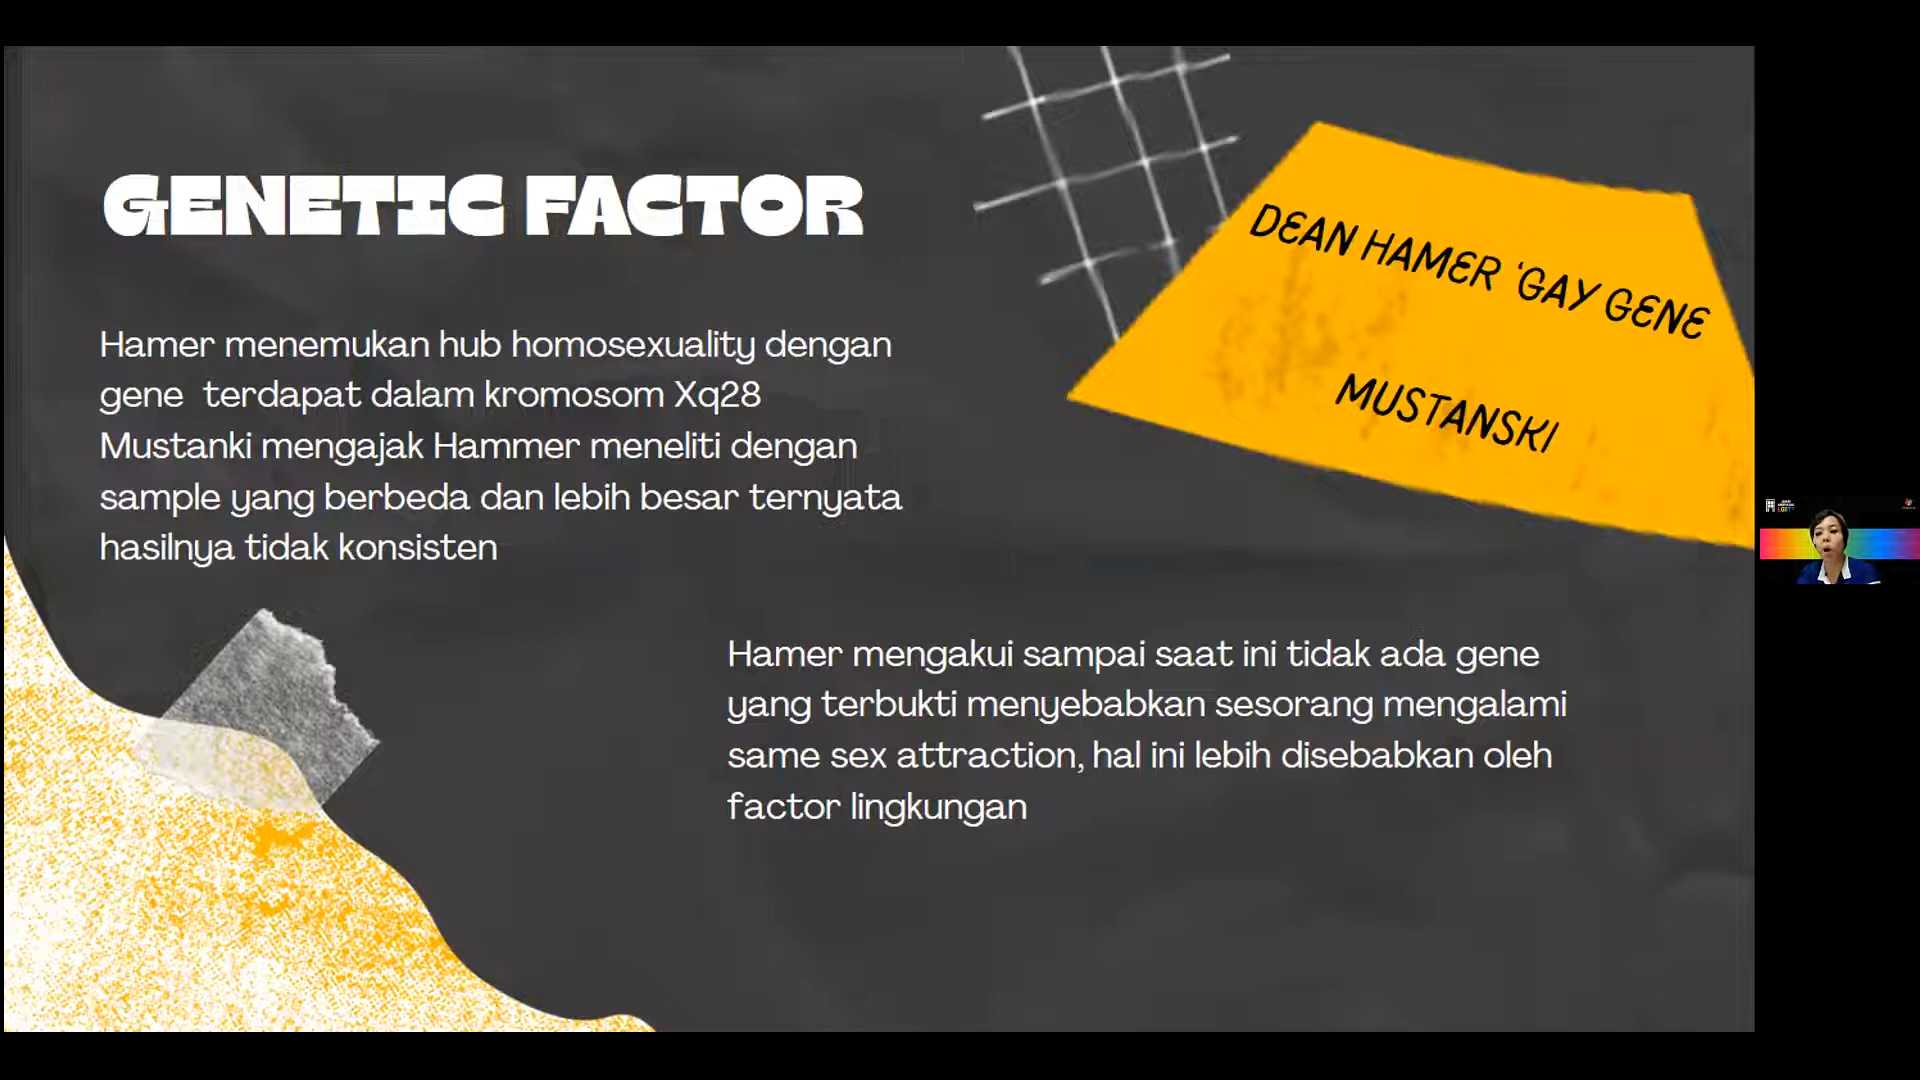 GENETIC FACTOR
Hamer menemukan hub homosexuality dengan
gene terdapat dalam kromosom Xq28
Mustanki mengajak Hammer meneliti dengan
sample yang berbeda dan lebih besar ternyata
hasilnya tidak konsisten
DEAN HAMER 'GAY GENE
MUSTANSKI
Hamer mengakui sampai saat ini tidak ada gene
yang terbukti menyebabkan sesorang mengalami
same sex attraction, hal ini lebih disebabkan oleh
factor lingkungan